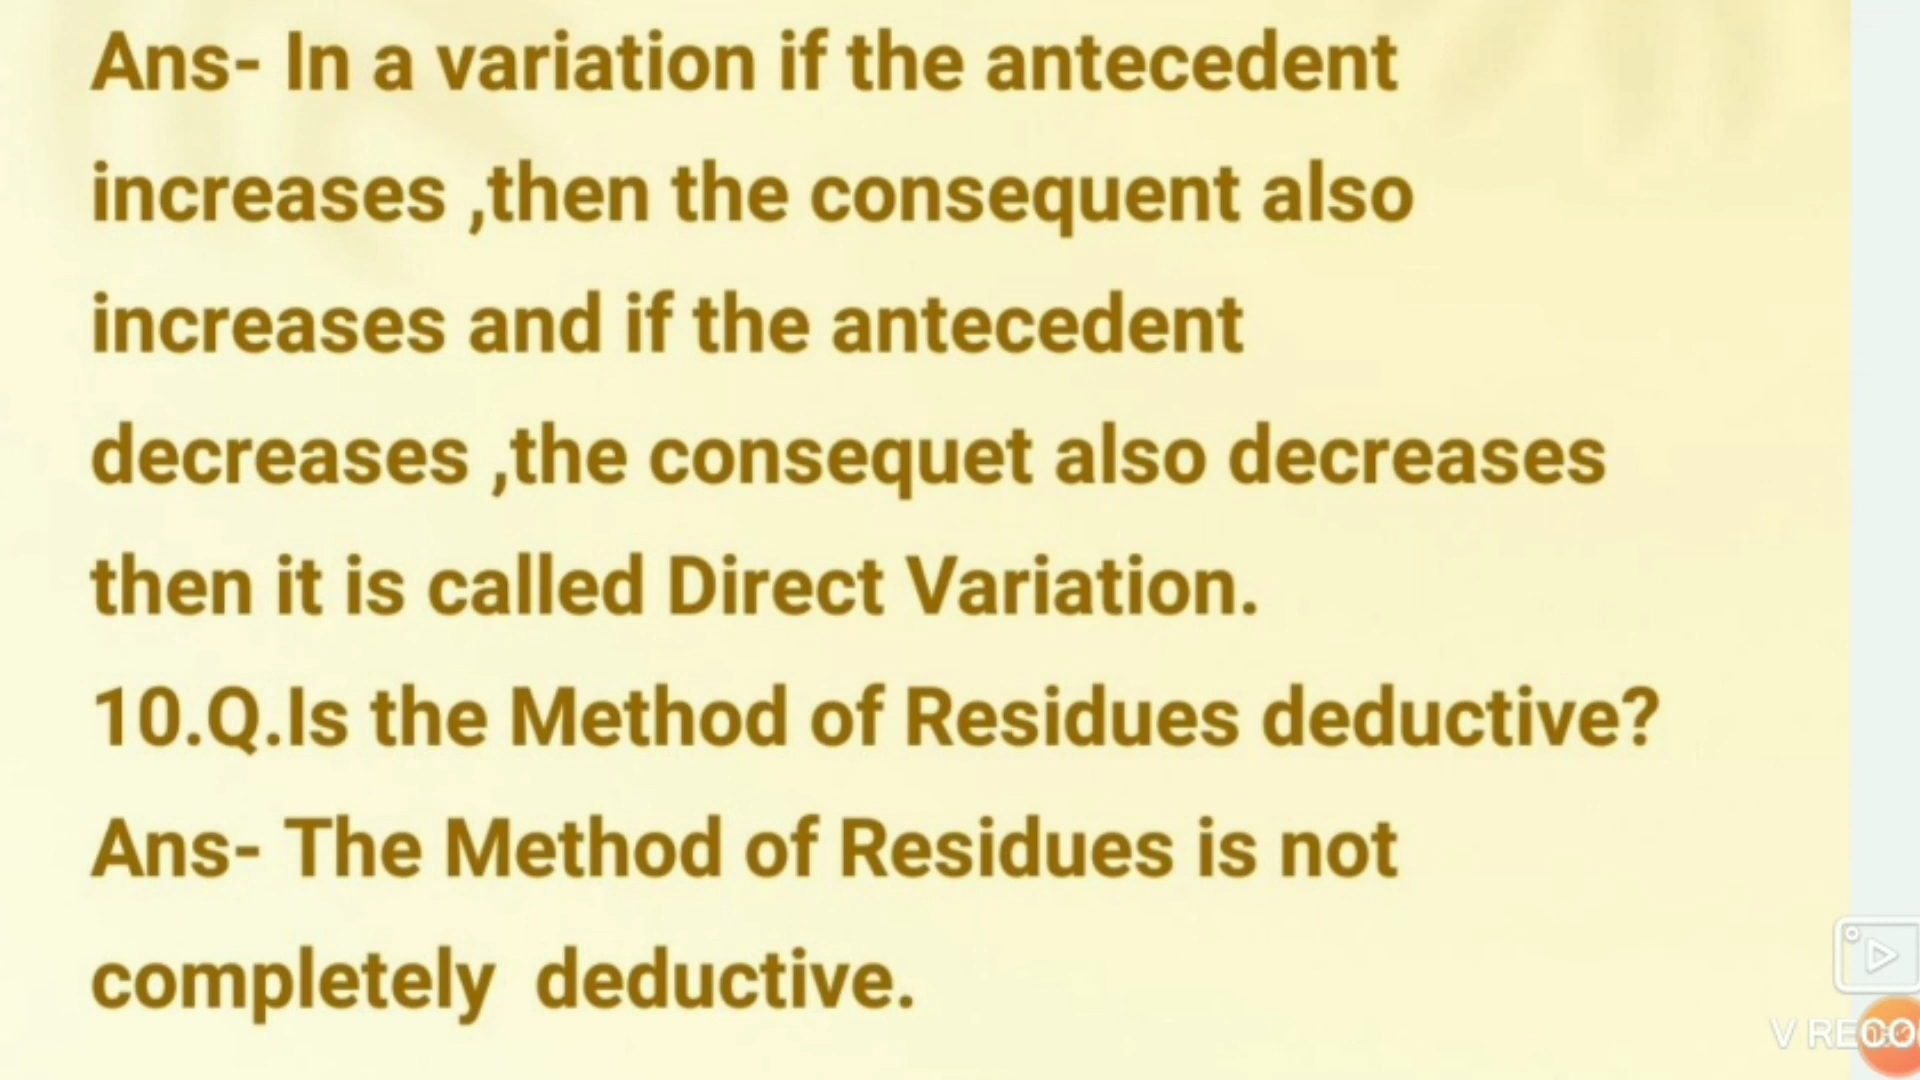 Ans- In a variation if the antecedent
increases ,then the consequent also
increases and if the antecedent
decreases ,the consequet also decreases
then it is called Direct Variation.
10.Q.Is the Method of Residues deductive?
Ans- The Method of Residues is not
completely  deductive.
V RECO